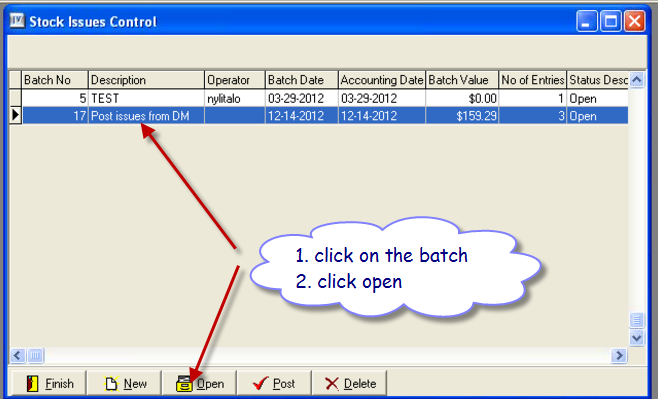 Stock Issues Control
Batch No Description Operator Batch Date Accounting Date Batch Value No of Entries Status Desc
5 TEST nylitalo 03-29-2012 03-29-2012 $0.00 1 Open
17 Post issues from DM 12-14-2012 12-14-2012 $159.29 3 Open
1. click on the batch
2. click open
Finish New Open Post Delete